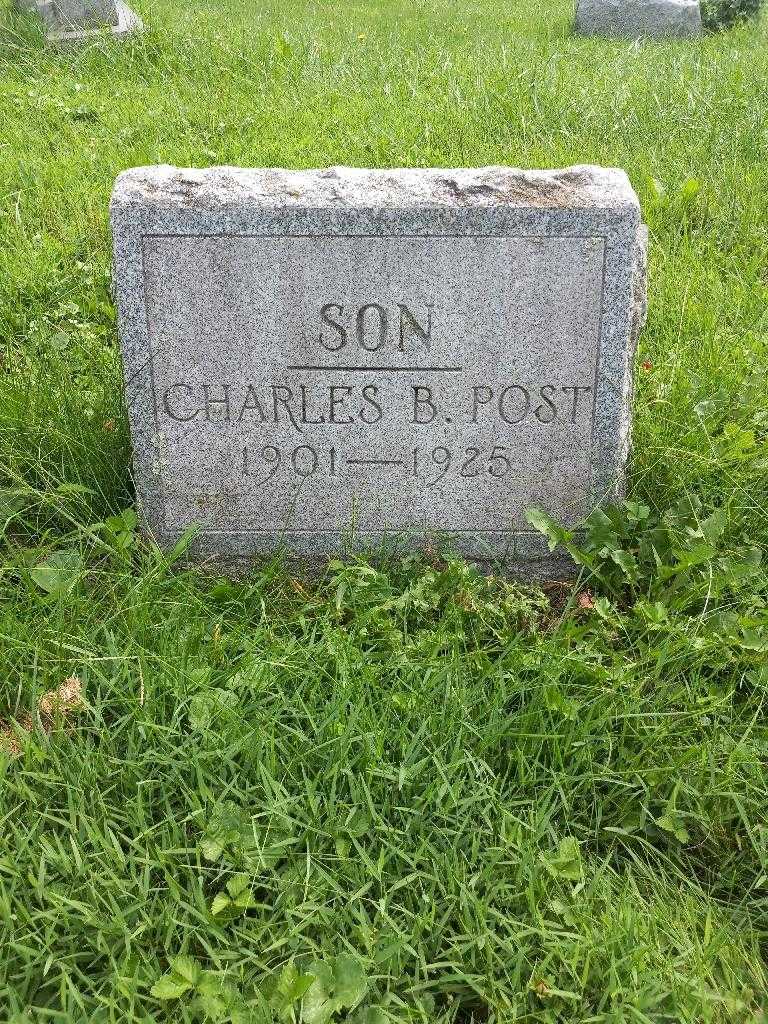 SON
CHARLES B. POST
1901—1925